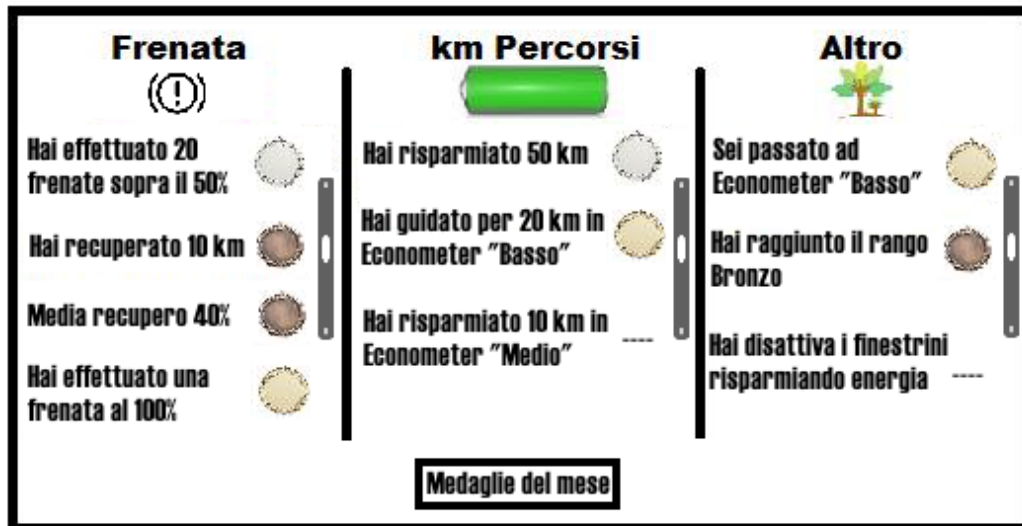 Frenata
Hai effettuato 20
frenate sopra il 50%
Hai recuperato 10 km
Media recupero 40%
Hai effettuato una
frenata al 100%
km Percorsi
Hai risparmiato 50 km
Hai guidato per 20 km in
Econometer "Basso"
Hai risparmiato 10 km in
Econometer "Medio"
----
Altro
Sei passato ad
Econometer "Basso"
Hai raggiunto il rango
Bronzo
Hai disattiva i finestrini
risparmiando energia
----
Medaglie del mese